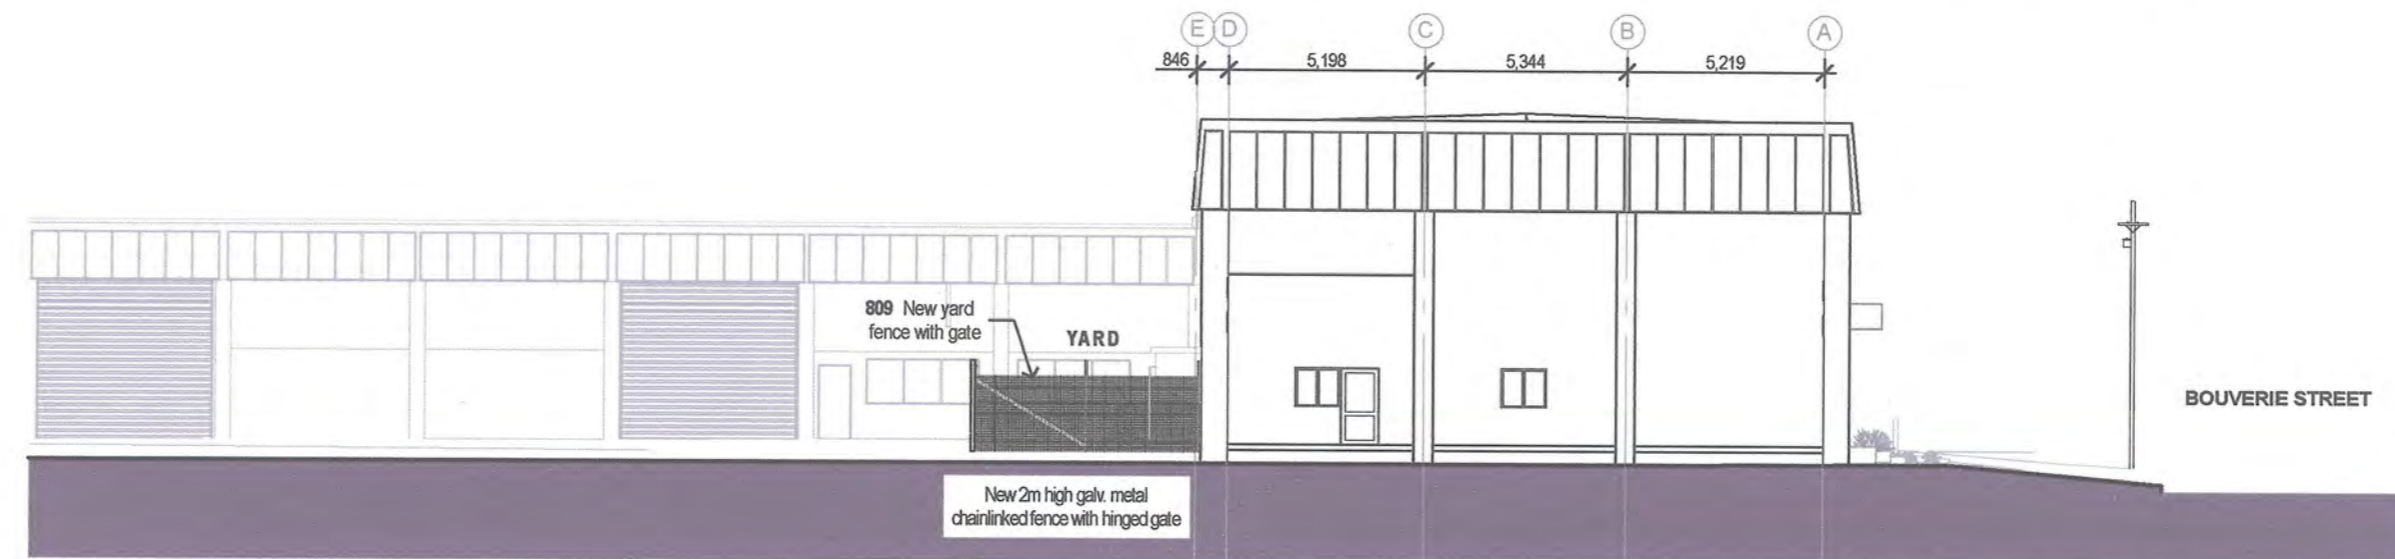 E D C B A
846 5,198 5,344 5,219
809 New yard
fence with gate
YARD
BOUVERIE STREET
New 2m high galv. metal
chainlinked fence with hinged gate